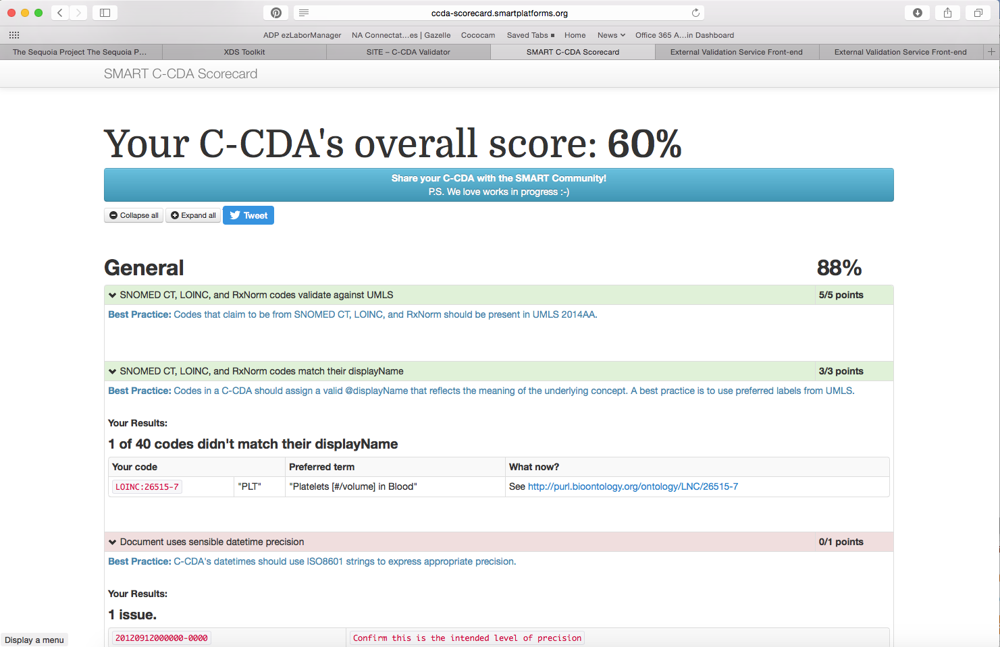 ccda-scorecard.smartplatforms.org
ADP ezLaborManager NA Connectat...es | Gazelle Cococam Saved Tabs Home News Office 365 A...in Dashboard
The Sequoia Project The Sequoia P... XDS Toolkit SITE – C-CDA Validator SMART C-CDA Scorecard External Validation Service Front-end External Validation Service Front-end +
SMART C-CDA Scorecard
Your C-CDA's overall score: 60%
Share your C-CDA with the SMART Community!
P.S. We love works in progress :-)
Collapse all Expand all Tweet
General 88%
SNOMED CT, LOINC, and RxNorm codes validate against UMLS 5/5 points
Best Practice: Codes that claim to be from SNOMED CT, LOINC, and RxNorm should be present in UMLS 2014AA.
SNOMED CT, LOINC, and RxNorm codes match their displayName 3/3 points
Best Practice: Codes in a C-CDA should assign a valid @displayName that reflects the meaning of the underlying concept. A best practice is to use preferred labels from UMLS.
Your Results:
1 of 40 codes didn't match their displayName
Your code Preferred term What now?
LOINC:26515-7 "PLT" "Platelets [#/volume] in Blood" See http://purl.bioontology.org/ontology/LNC/26515-7
Document uses sensible datetime precision 0/1 points
Best Practice: C-CDA's datetimes should use ISO8601 strings to express appropriate precision.
Your Results:
1 issue.
20120912000000-0000 Confirm this is the intended level of precision
Display a menu